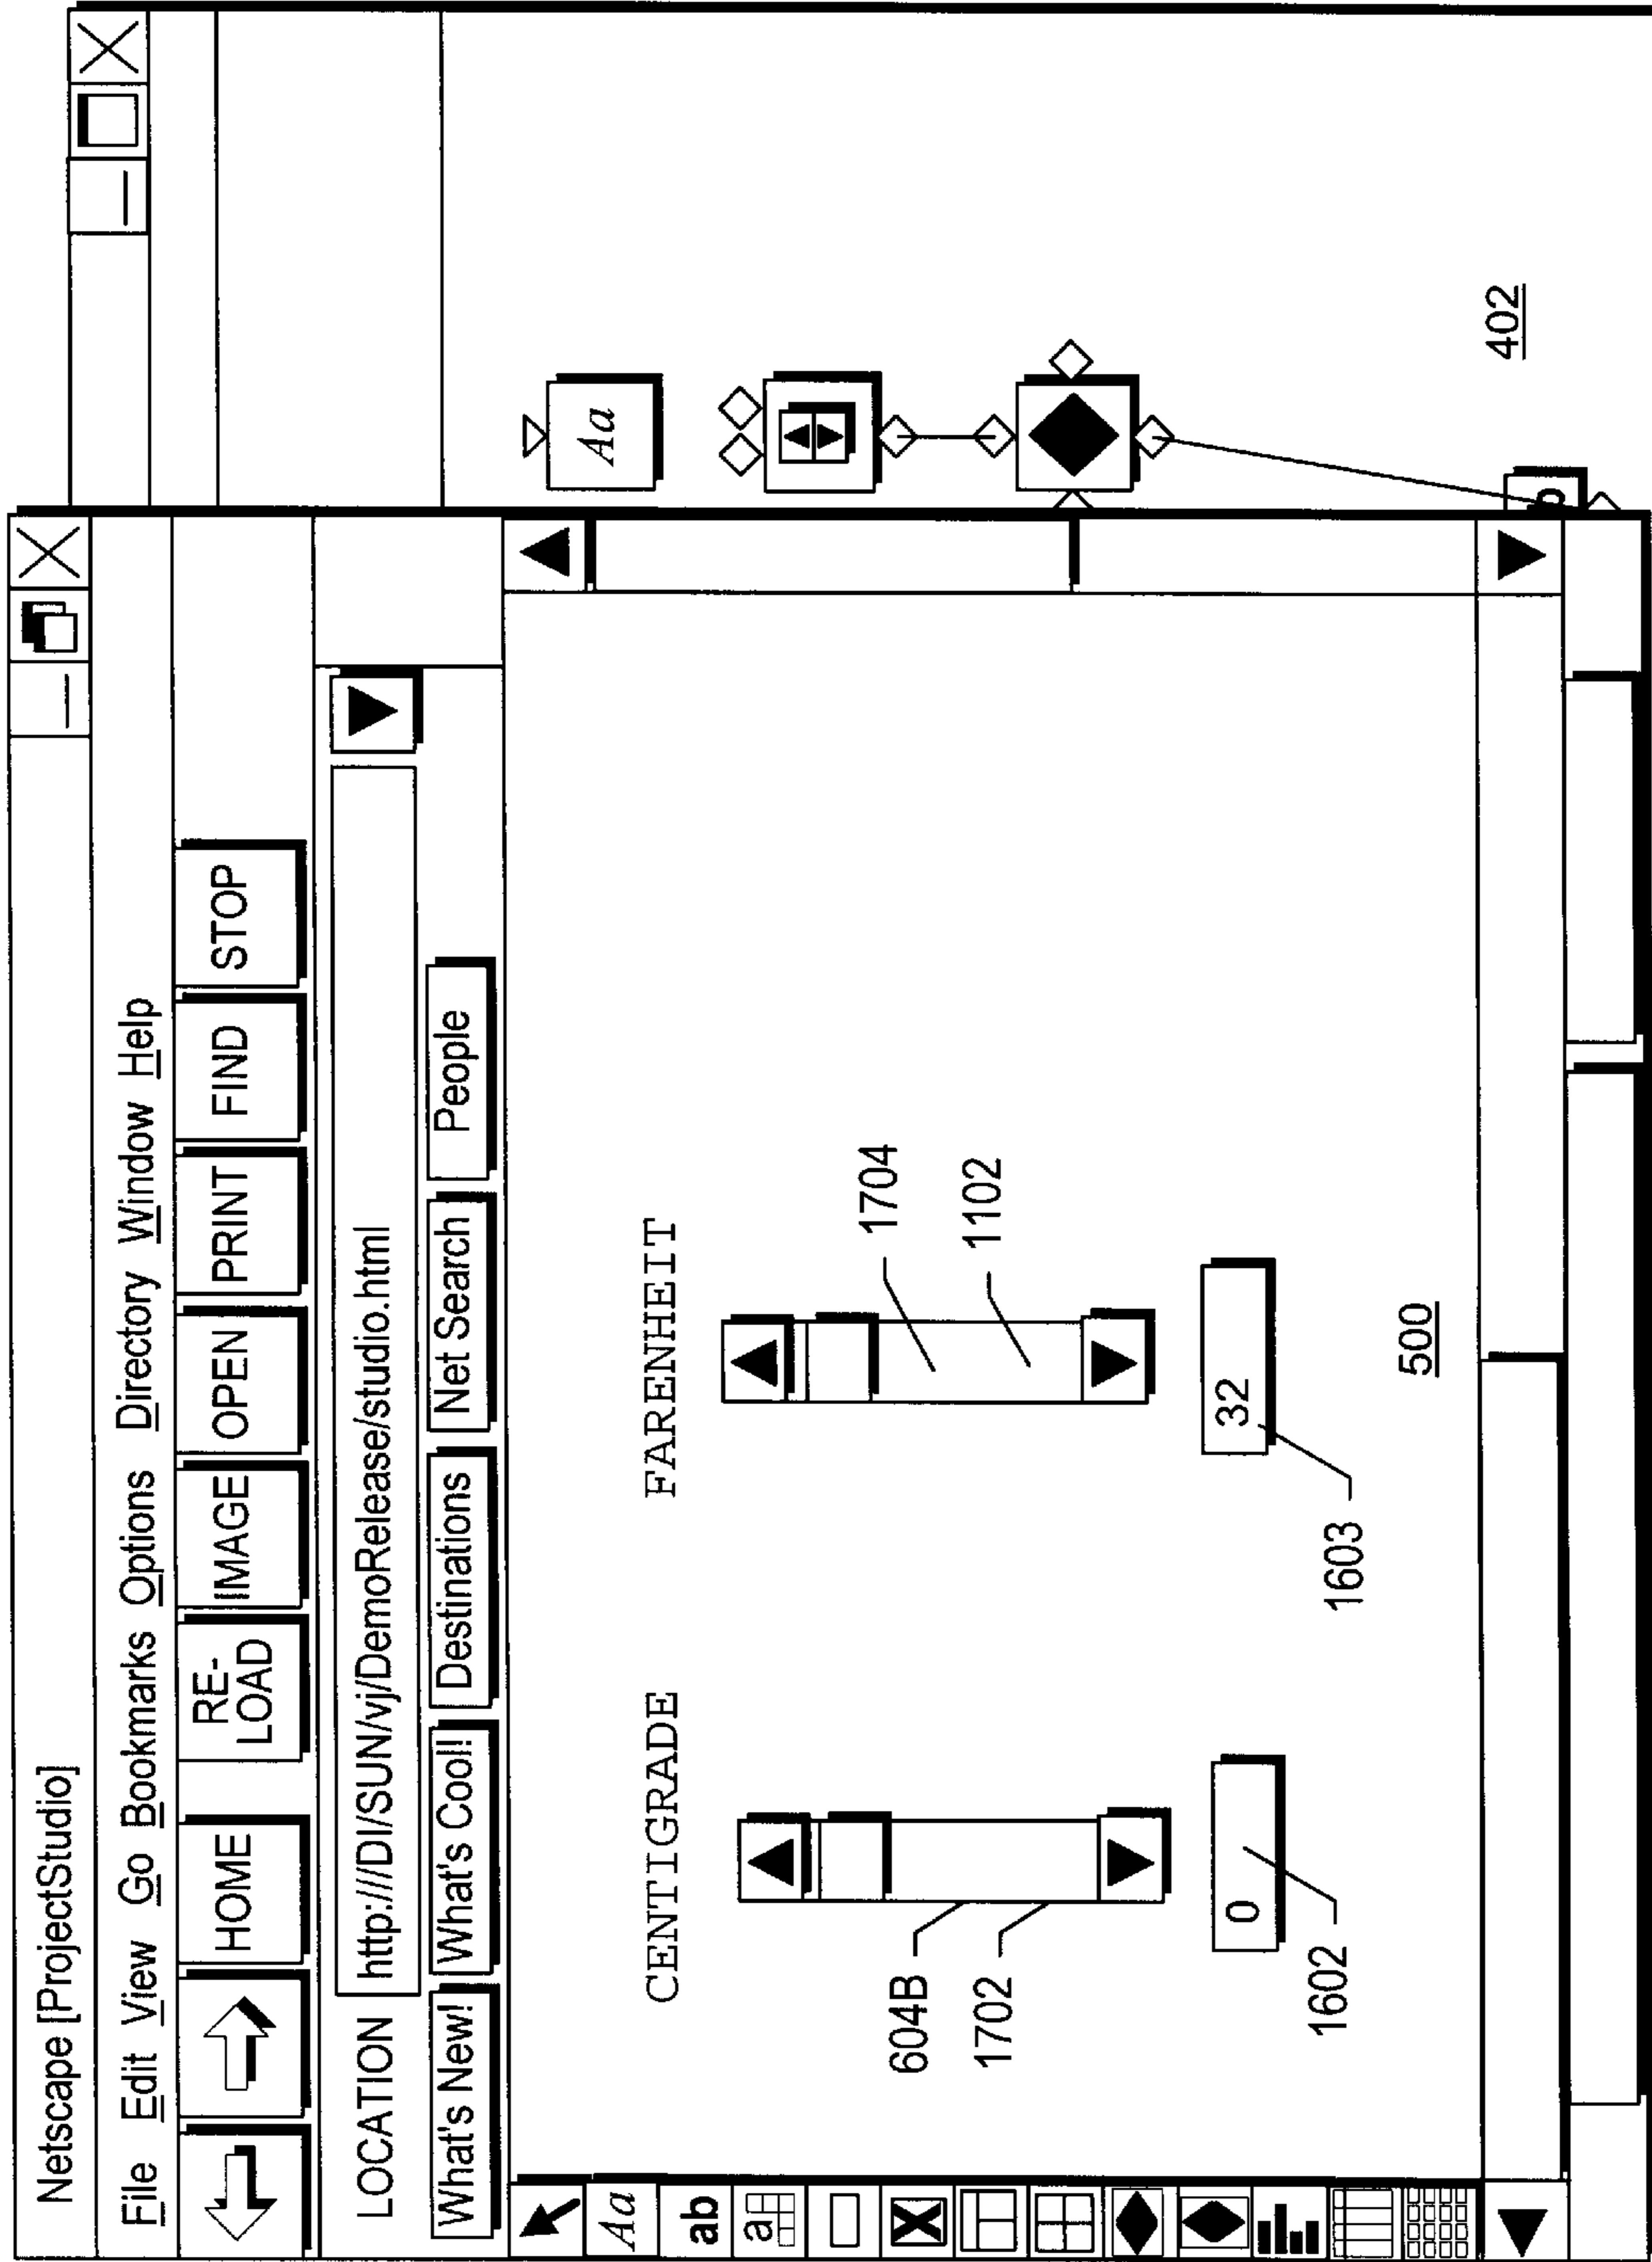 Netscape [ProjectStudio]
File Edit View Go Bookmarks Options Directory Window Help
HOME RE-LOAD IMAGE OPEN PRINT FIND STOP
LOCATION http:///DI/SUN/vj/DemoRelease/studio.html
What's New! What's Cool! Destinations Net Search People
Aa
ab
a
CENTIGRADE FARENHEIT
604B
1702
1704
1102
0
32
1602
1603
500
Aa
402